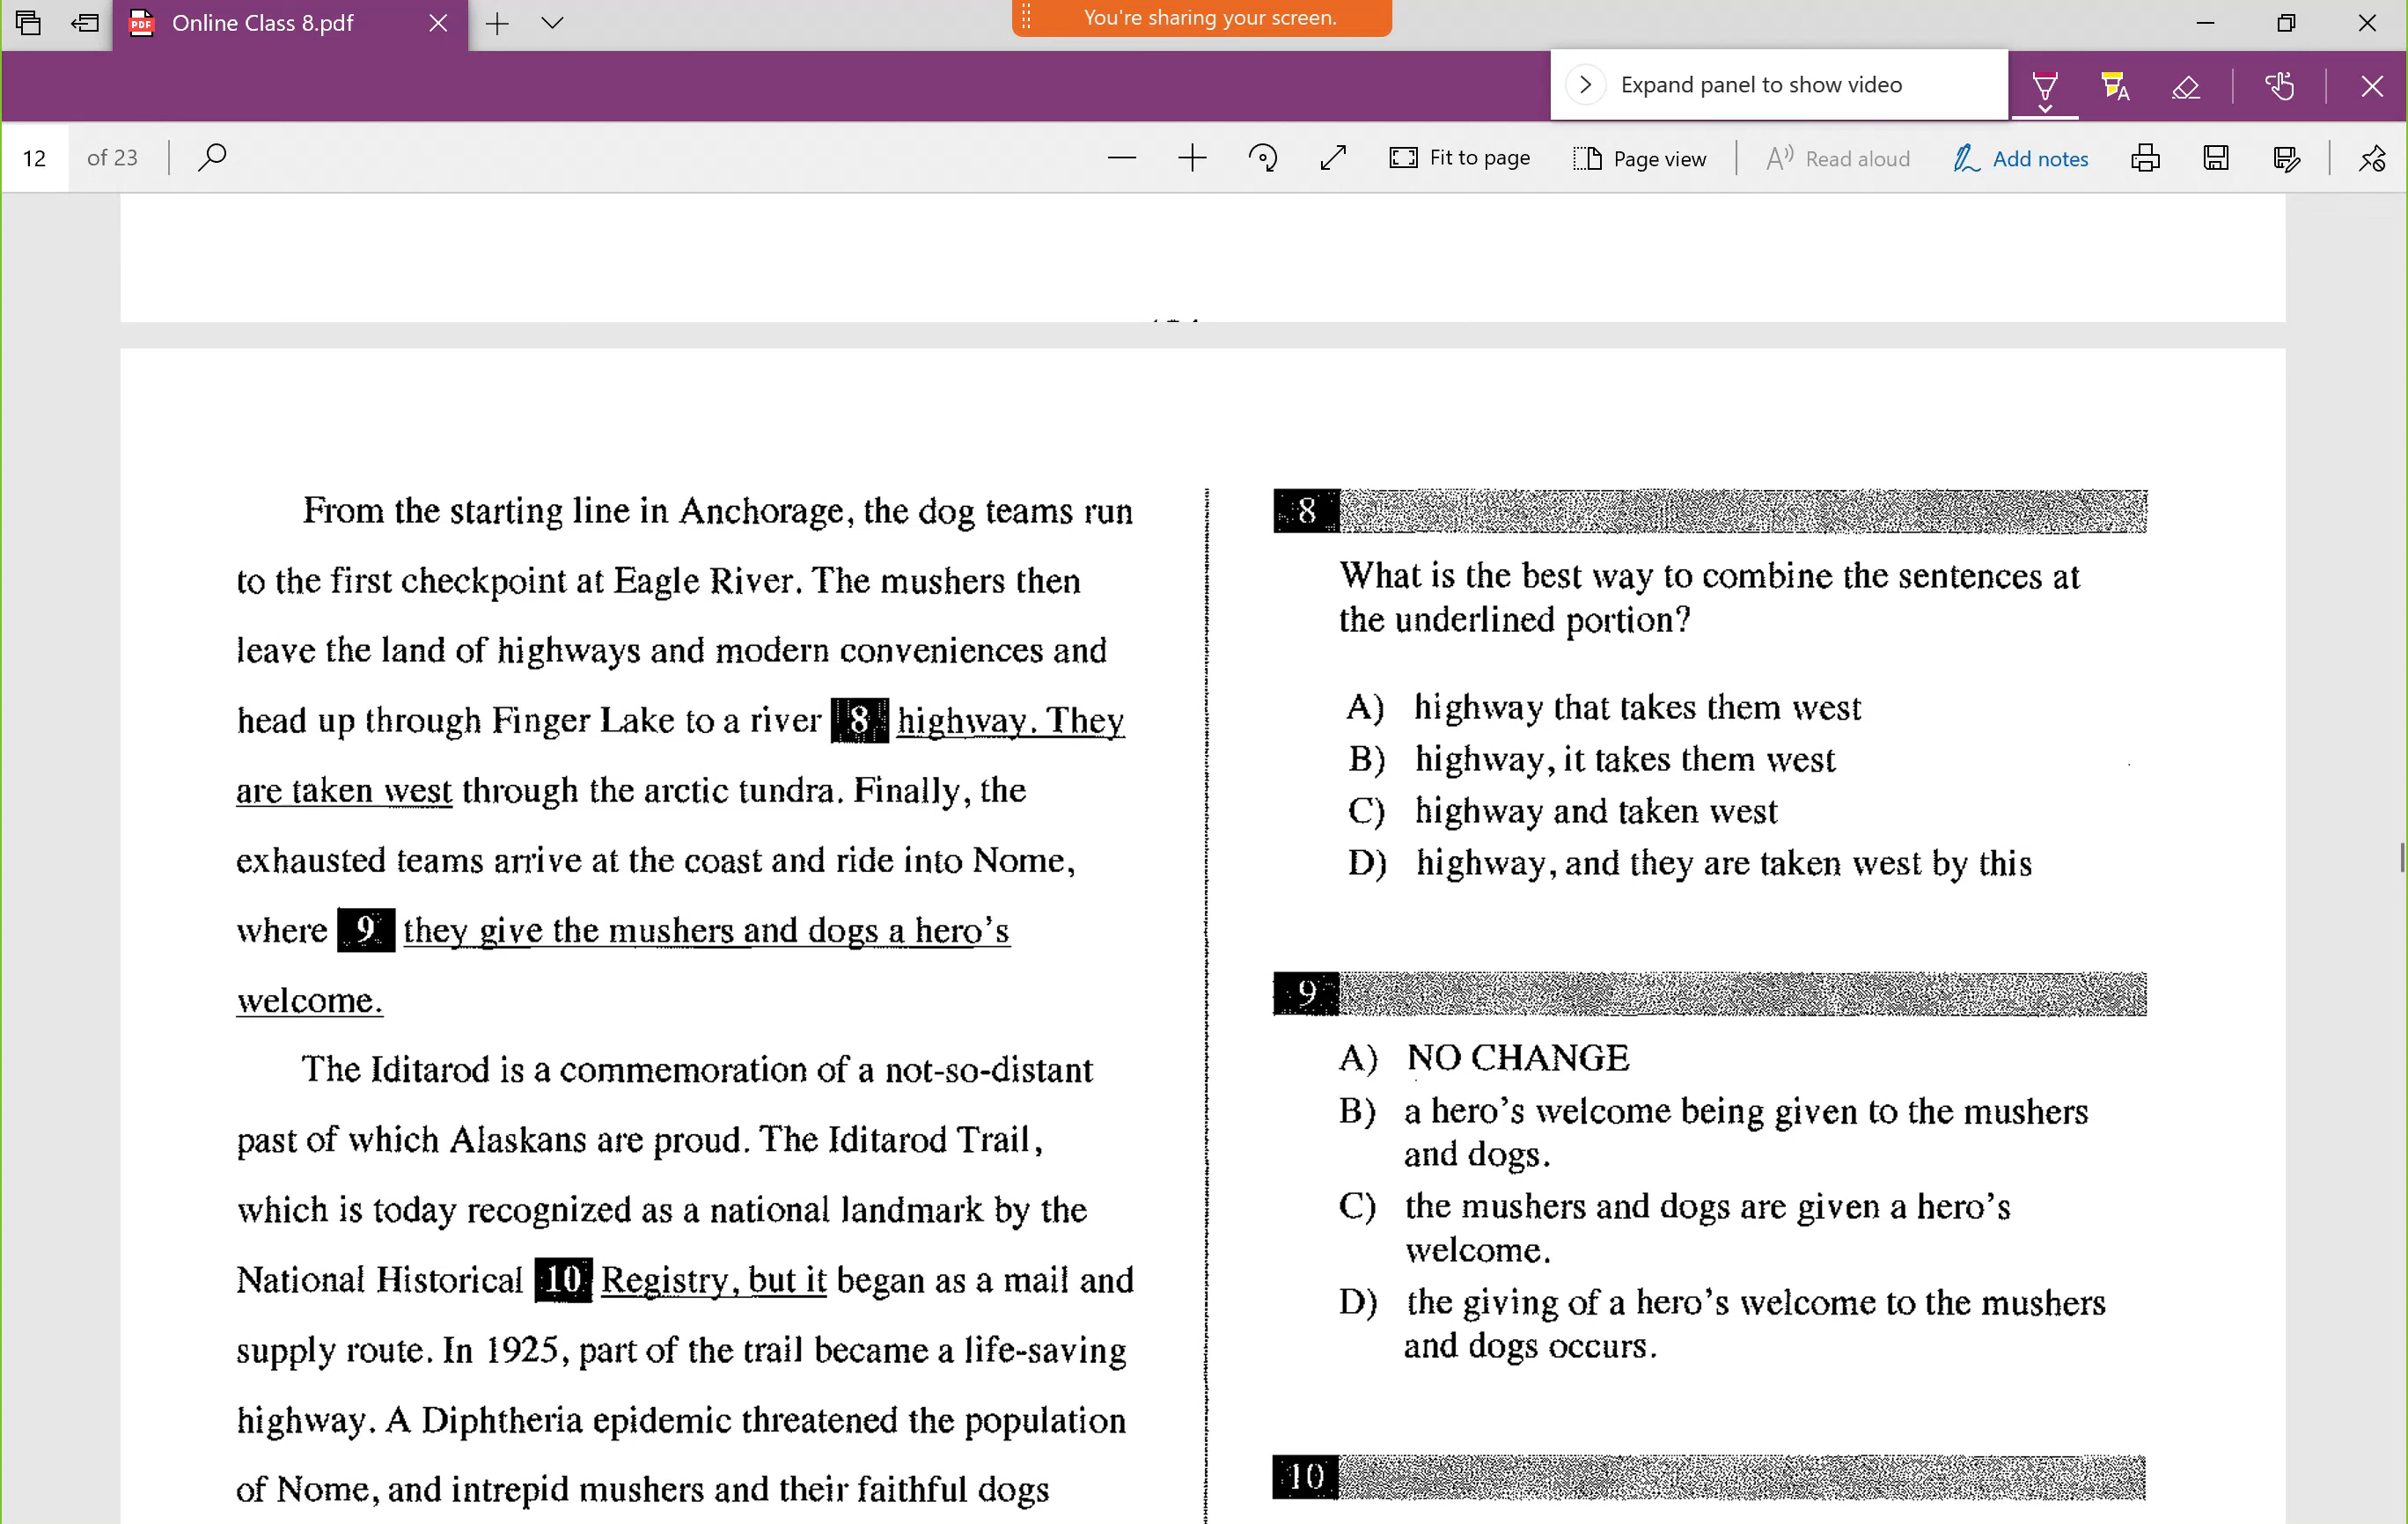 Online Class 8.pdf
You're sharing your screen.
Expand panel to show video
12 of 23
Fit to page
Page view
Read aloud
Add notes
From the starting line in Anchorage, the dog teams run
to the first checkpoint at Eagle River. The mushers then
leave the land of highways and modern conveniences and
head up through Finger Lake to a river 8 highway. They
are taken west through the arctic tundra. Finally, the
exhausted teams arrive at the coast and ride into Nome,
where 9 they give the mushers and dogs a hero's
welcome.
The Iditarod is a commemoration of a not-so-distant
past of which Alaskans are proud. The Iditarod Trail,
which is today recognized as a national landmark by the
National Historical 10 Registry, but it began as a mail and
supply route. In 1925, part of the trail became a life-saving
highway. A Diphtheria epidemic threatened the population
of Nome, and intrepid mushers and their faithful dogs
8
What is the best way to combine the sentences at
the underlined portion?
A) highway that takes them west
B) highway, it takes them west
C) highway and taken west
D) highway, and they are taken west by this
9
A) NO CHANGE
B) a hero's welcome being given to the mushers
and dogs.
C) the mushers and dogs are given a hero's
welcome.
D) the giving of a hero's welcome to the mushers
and dogs occurs.
10